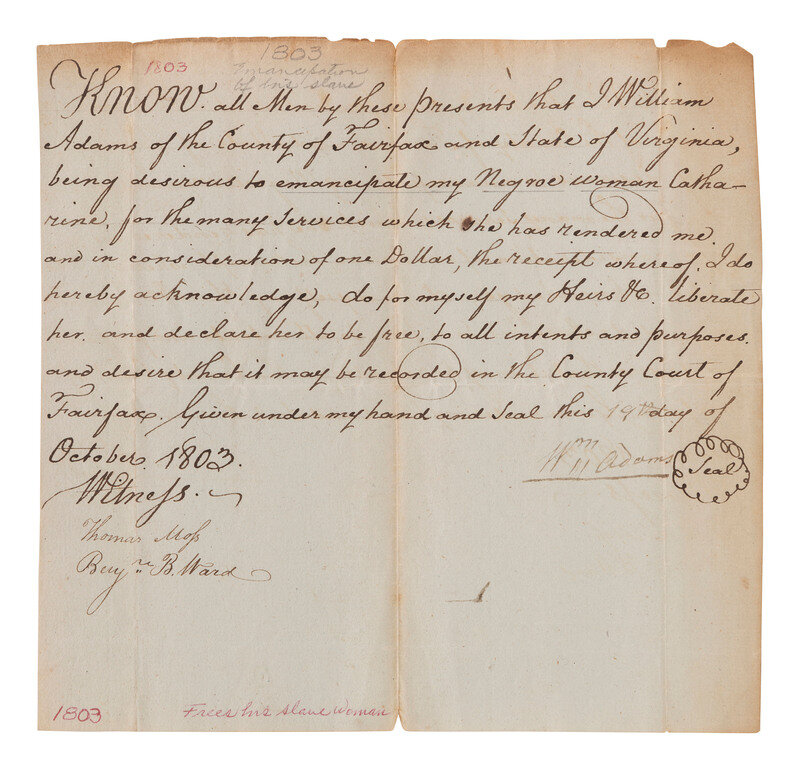 1803
1803
Emancipation
of his slave
Know all Men by these presents that I William
Adams of the County of Fairfax and State of Virginia,
being desirous to emancipate my Negroe woman Catha-
rine, for the many services which she has rendered me.
and in consideration of one Dollar, the receipt whereof, I do
hereby acknowledge, do for myself my Heirs &c. liberate
her. and declare her to be free, to all intents and purposes.
and desire that it may be recorded in the County Court of
Fairfax. Given under my hand and Seal this 19th day of
October. 1803.
Wm Adams Seal
Witness.
Thomas Moss
Benjn B. Ward
1803
Frees his slave woman